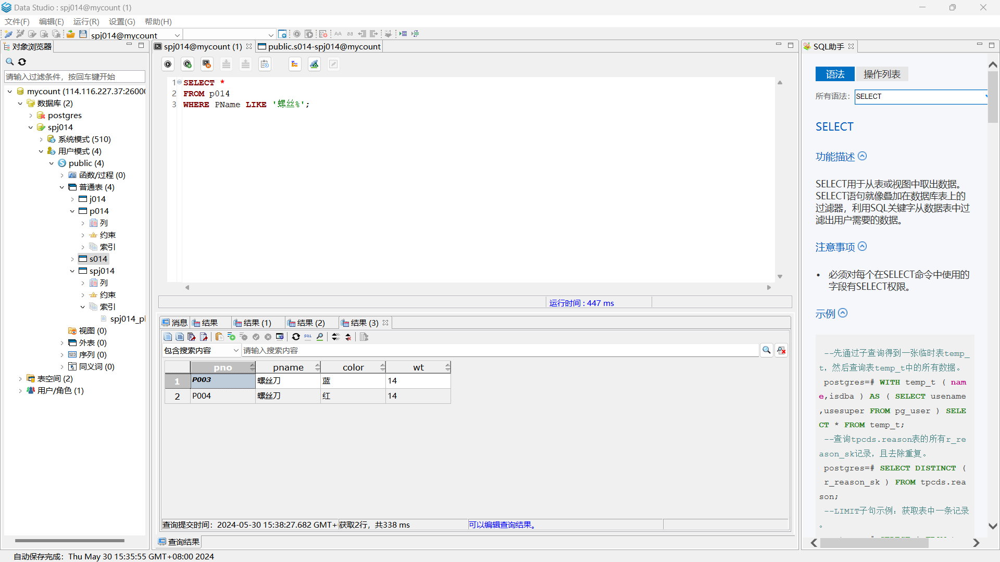 Data Studio : spj014@mycount (1)
文件(F) 编辑(E) 运行(R) 设置(G) 帮助(H)
spj014@mycount
对象浏览器
请输入过滤条件，按回车键开始
mycount (114.116.227.37:2600
数据库 (2)
postgres
spj014
系统模式 (510)
用户模式 (4)
public (4)
函数/过程 (0)
普通表 (4)
j014
p014
列
约束
索引
s014
spj014
列
约束
索引
spj014_p
视图 (0)
外表 (0)
序列 (0)
同义词 (0)
表空间 (2)
用户/角色 (1)
spj014@mycount (1) public.s014-spj014@mycount
1 SELECT *
2 FROM p014
3 WHERE PName LIKE '螺丝%';
运行时间 : 447 ms
消息 结果 结果 (1) 结果 (2) 结果 (3)
包含搜索内容 请输入搜索内容
pno pname color wt
1 P003 螺丝刀 蓝 14
2 P004 螺丝刀 红 14
查询提交时间：2024-05-30 15:38:27.682 GMT+ 获取2行，共338 ms 可以编辑查询结果。
查询结果
SQL助手
语法 操作列表
所有语法: SELECT
SELECT
功能描述
SELECT用于从表或视图中取出数据。
SELECT语句就像叠加在数据库表上的
过滤器，利用SQL关键字从数据表中过
滤出用户需要的数据。
注意事项
• 必须对每个在SELECT命令中使用的
字段有SELECT权限。
示例
--先通过子查询得到一张临时表temp_
t，然后查询表temp_t中的所有数据。
postgres=# WITH temp_t ( nam
e,isdba ) AS ( SELECT usename
,usesuper FROM pg_user ) SELE
CT * FROM temp_t;
--查询tpcds.reason表的所有r_re
ason_sk记录，且去除重复。
postgres=# SELECT DISTINCT (
r_reason_sk ) FROM tpcds.rea
son;
--LIMIT子句示例：获取表中一条记录
。
自动保存完成：Thu May 30 15:35:55 GMT+08:00 2024